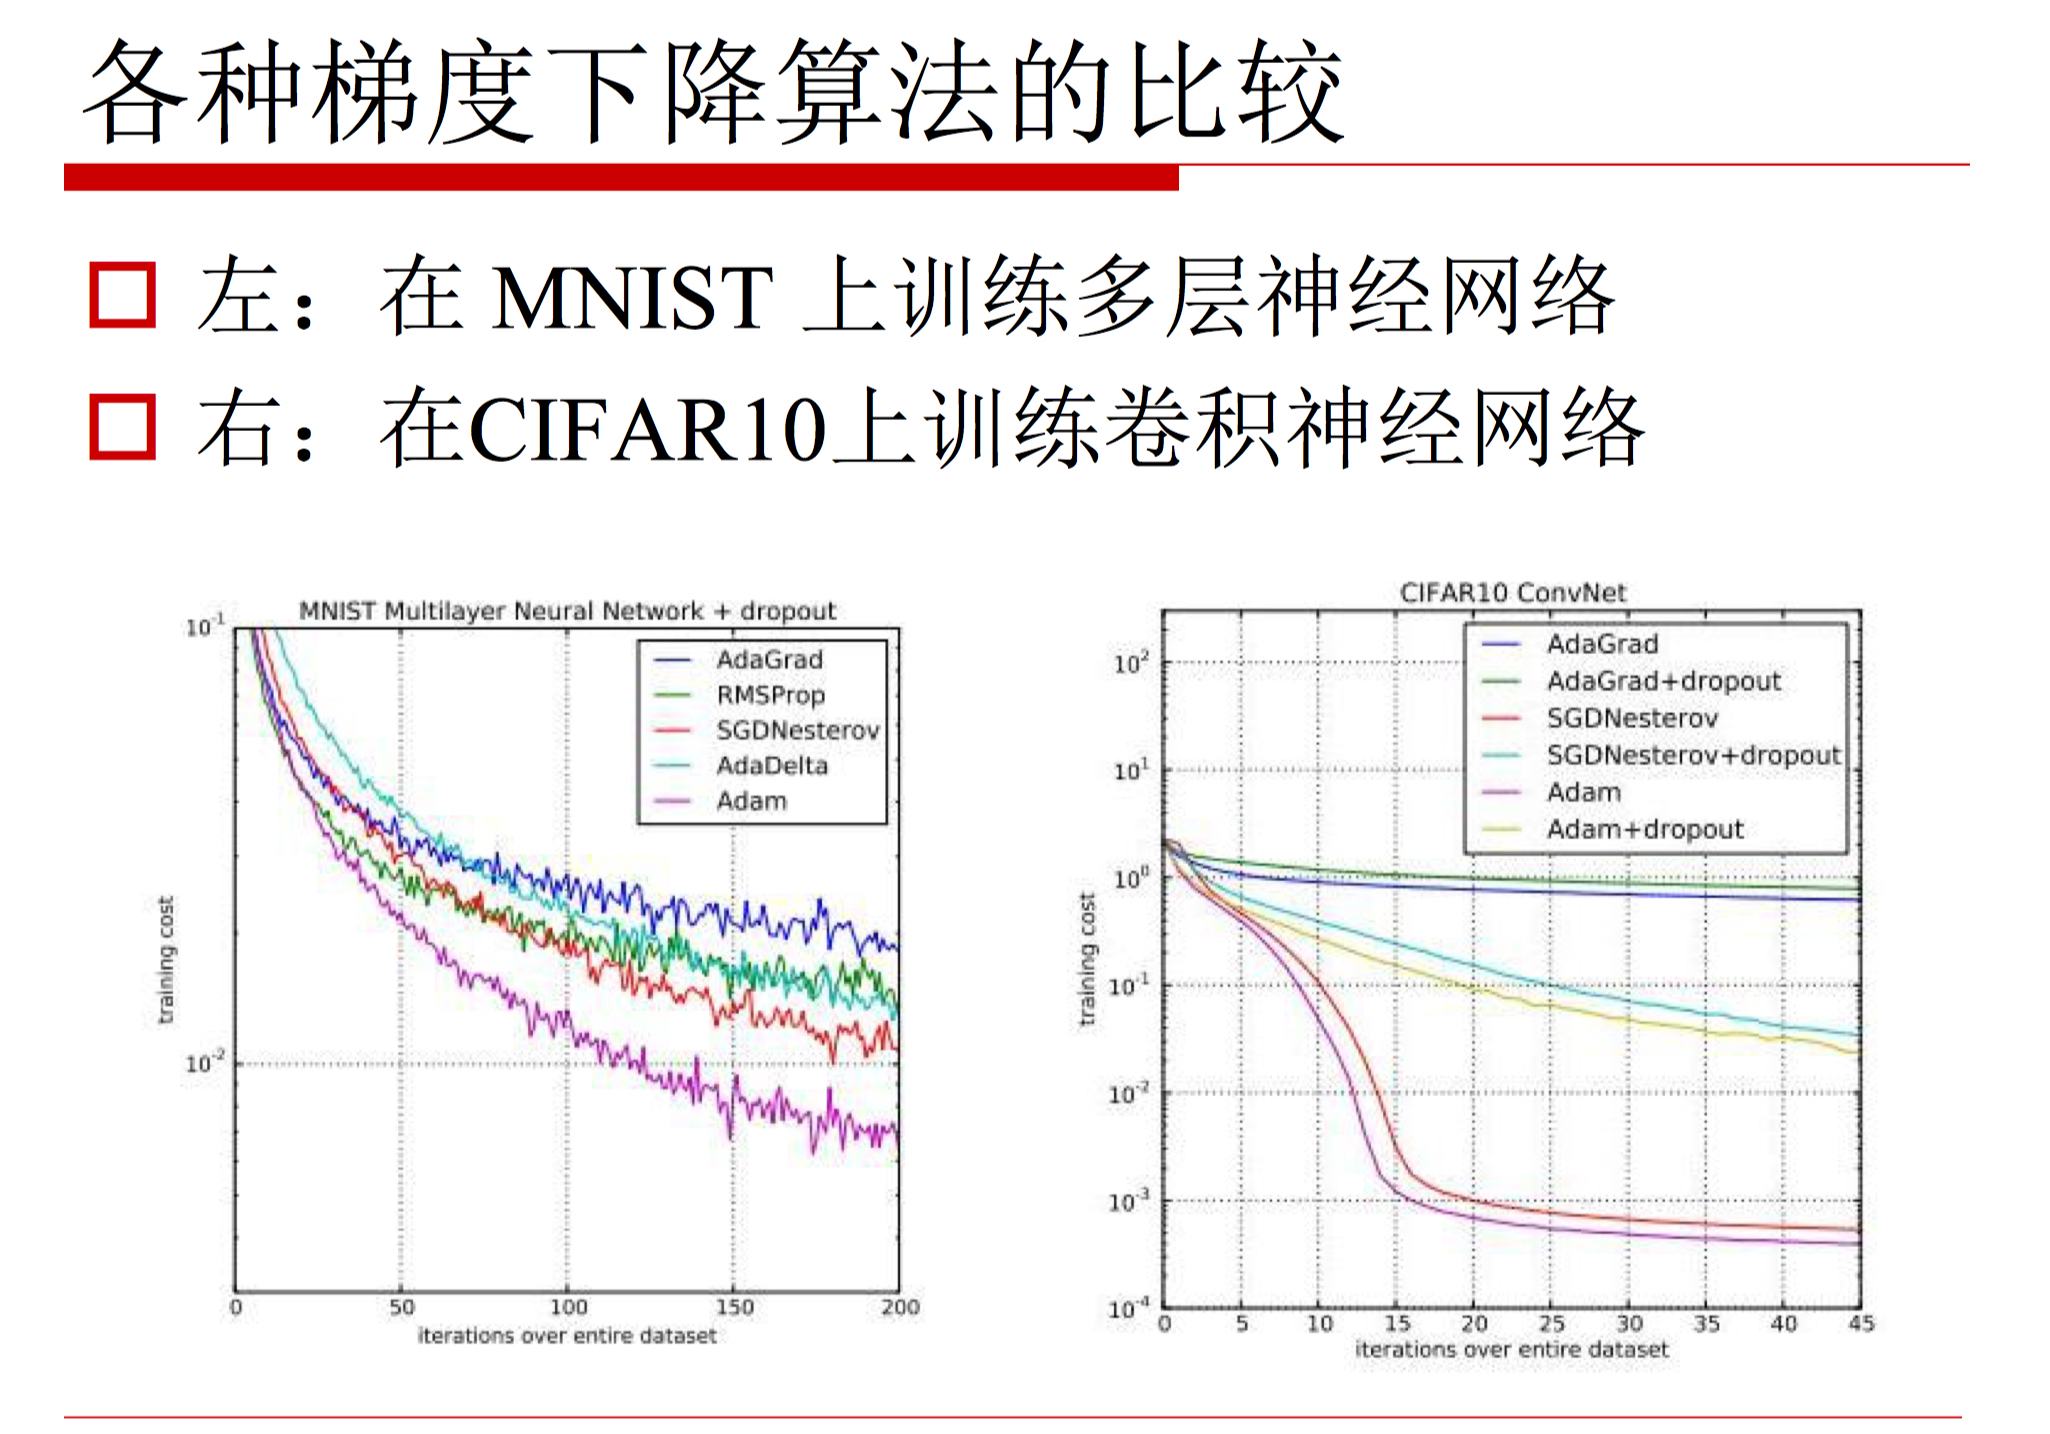 各种梯度下降算法的比较
左：在 MNIST 上训练多层神经网络
右：在CIFAR10上训练卷积神经网络
MNIST Multilayer Neural Network + dropout
10^-1
10^-2
training cost
AdaGrad
RMSProp
SGDNesterov
AdaDelta
Adam
0 50 100 150 200
iterations over entire dataset
CIFAR10 ConvNet
10^2
10^1
10^0
10^-1
10^-2
10^-3
10^-4
training cost
AdaGrad
AdaGrad+dropout
SGDNesterov
SGDNesterov+dropout
Adam
Adam+dropout
0 5 10 15 20 25 30 35 40 45
iterations over entire dataset